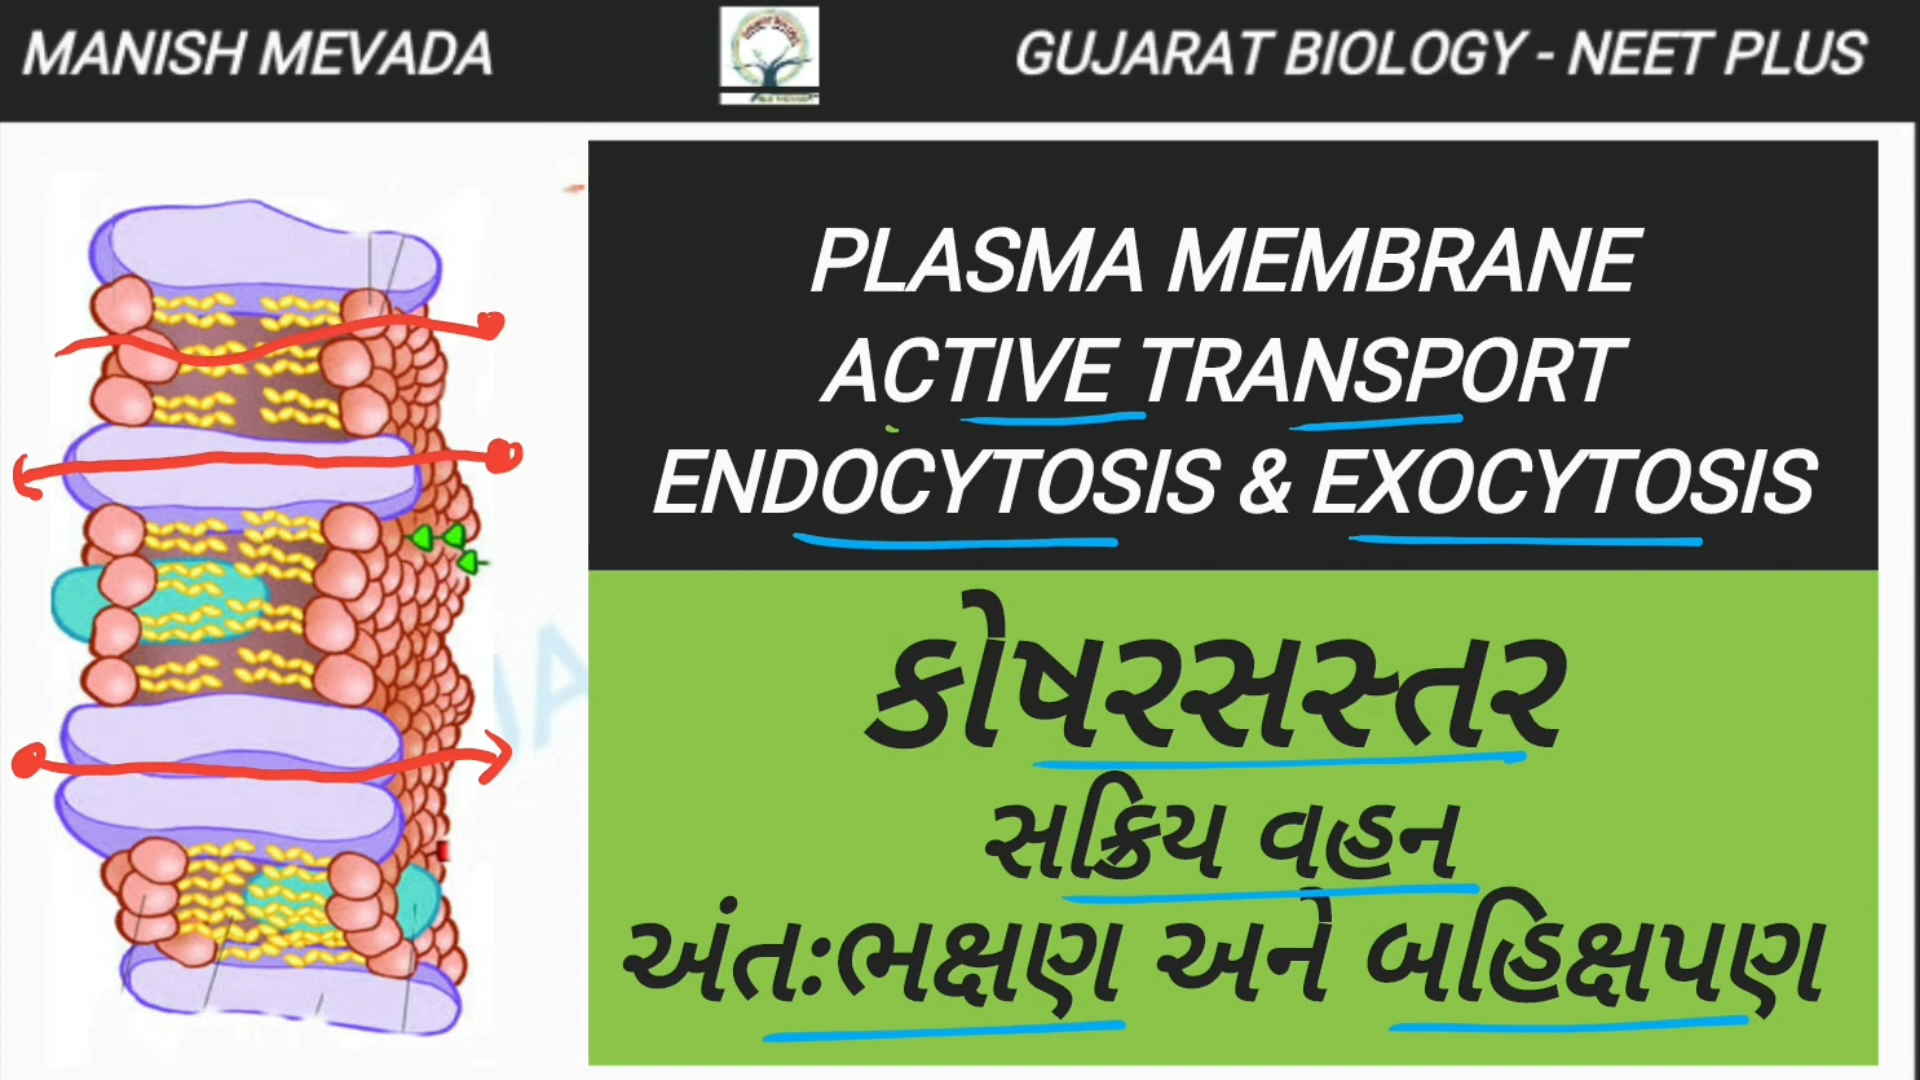 MANISH MEVADA
GUJARAT BIOLOGY - NEET PLUS
PLASMA MEMBRANE
ACTIVE TRANSPORT
ENDOCYTOSIS & EXOCYTOSIS
કોષરસસ્તર
સક્રિય વહન
અંત:ભક્ષણ અને બહિક્ષપણ